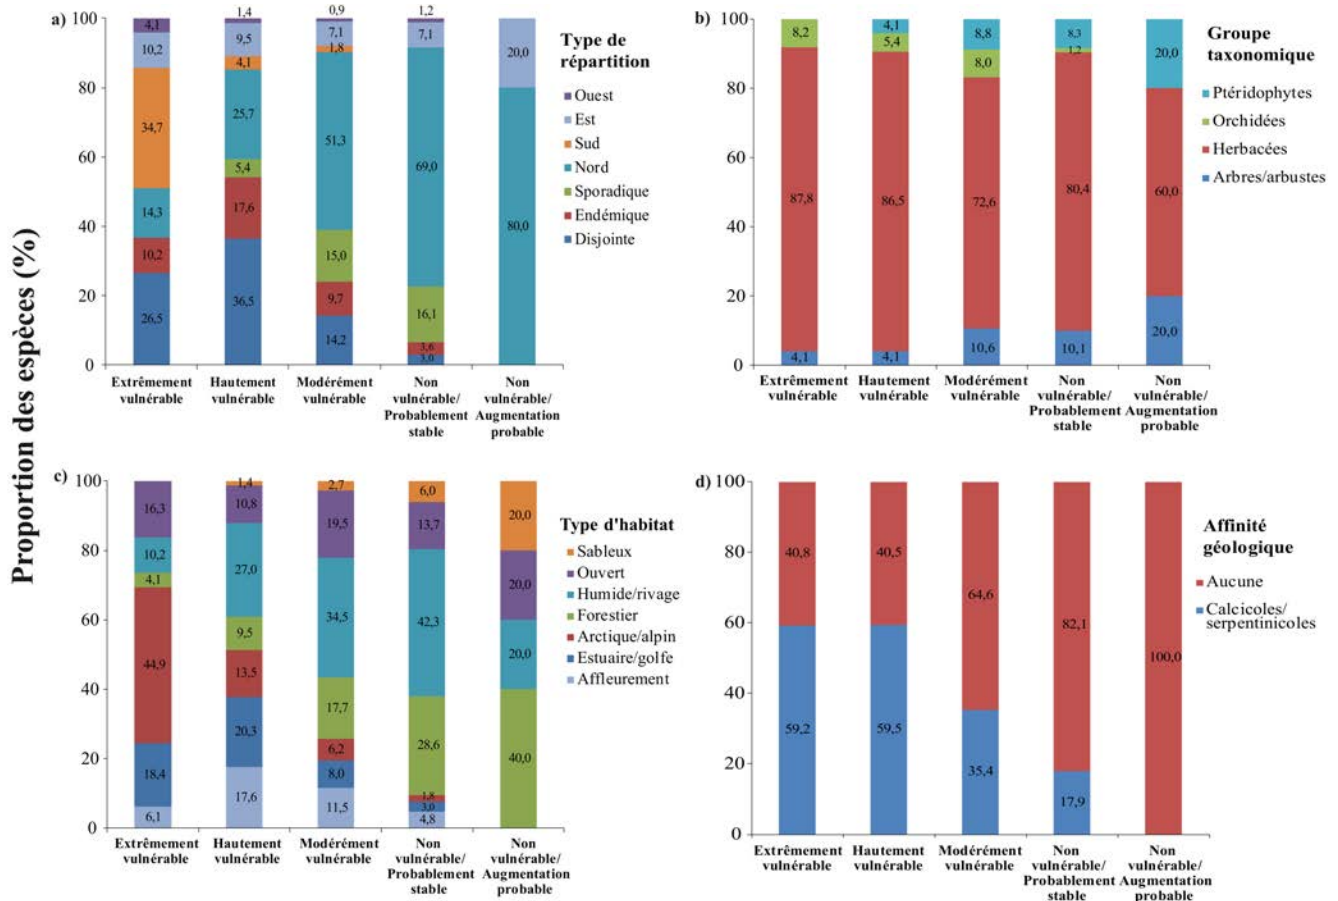 Proportion des espèces (%)
a)
100
80
60
40
20
0
4,1
10,2
34,7
14,3
10,2
26,5
1,4
9,5
4,1
25,7
5,4
17,6
36,5
0,9
7,1
1,8
51,3
15,0
9,7
14,2
1,2
7,1
69,0
16,1
3,6
3,0
20,0
80,0
Type de
répartition
Ouest
Est
Sud
Nord
Sporadique
Endémique
Disjointe
Extrêmement
vulnérable
Hautement
vulnérable
Modérément
vulnérable
Non
vulnérable/
Probablement
stable
Non
vulnérable/
Augmentation
probable
b)
100
80
60
40
20
0
8,2
87,8
4,1
4,1
5,4
86,5
4,1
8,8
8,0
72,6
10,6
8,3
1,2
80,4
10,1
20,0
60,0
20,0
Groupe
taxonomique
Ptéridophytes
Orchidées
Herbacées
Arbres/arbustes
Extrêmement
vulnérable
Hautement
vulnérable
Modérément
vulnérable
Non
vulnérable/
Probablement
stable
Non
vulnérable/
Augmentation
probable
c)
100
80
60
40
20
0
16,3
10,2
4,1
44,9
18,4
6,1
1,4
10,8
27,0
9,5
13,5
20,3
17,6
2,7
19,5
34,5
17,7
6,2
8,0
11,5
6,0
13,7
42,3
28,6
1,8
3,0
4,8
20,0
20,0
20,0
40,0
Type d'habitat
Sableux
Ouvert
Humide/rivage
Forestier
Arctique/alpin
Estuaire/golfe
Affleurement
Extrêmement
vulnérable
Hautement
vulnérable
Modérément
vulnérable
Non
vulnérable/
Probablement
stable
Non
vulnérable/
Augmentation
probable
d)
100
80
60
40
20
0
40,8
59,2
40,5
59,5
64,6
35,4
82,1
17,9
100,0
Affinité
géologique
Aucune
Calcicoles/
serpentinicoles
Extrêmement
vulnérable
Hautement
vulnérable
Modérément
vulnérable
Non
vulnérable/
Probablement
stable
Non
vulnérable/
Augmentation
probable